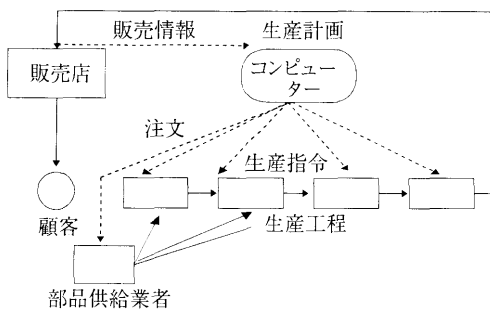 販売情報
生産計画
販売店
コンピュー
ター
注文
生産指令
顧客
生産工程
部品供給業者